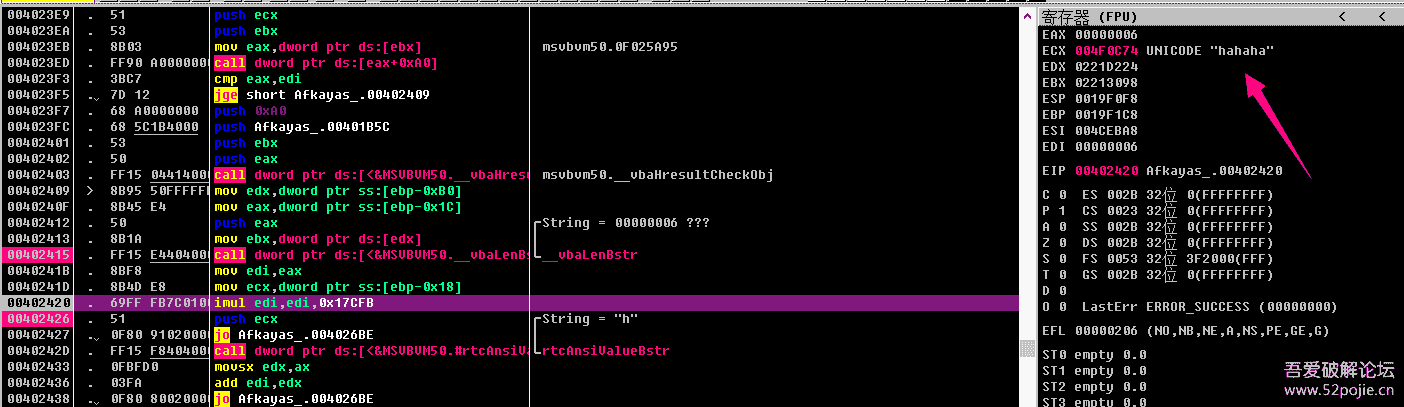 寄存器 (FPU) < <
004023E9 . 51 push ecx
004023EA . 53 push ebx
004023EB . 8B03 mov eax,dword ptr ds:[ebx] msvbvm50.0F025A95
004023ED . FF90 A0000000 call dword ptr ds:[eax+0xA0]
004023F3 . 3BC7 cmp eax,edi
004023F5 .ˇ 7D 12 jge short Afkayas_.00402409
004023F7 . 68 A0000000 push 0xA0
004023FC . 68 5C1B4000 push Afkayas_.00401B5C
00402401 . 53 push ebx
00402402 . 50 push eax
00402403 . FF15 04414000 call dword ptr ds:[<&MSVBVM50.__vbaHresu msvbvm50.__vbaHresultCheckObj
00402409 > 8B95 50FFFFFF mov edx,dword ptr ss:[ebp-0xB0]
0040240F . 8B45 E4 mov eax,dword ptr ss:[ebp-0x1C]
00402412 . 50 push eax String = 00000006 ???
00402413 . 8B1A mov ebx,dword ptr ds:[edx]
00402415 . FF15 E4404000 call dword ptr ds:[<&MSVBVM50.__vbaLenBs __vbaLenBstr
0040241B . 8BF8 mov edi,eax
0040241D . 8B4D E8 mov ecx,dword ptr ss:[ebp-0x18]
00402420 . 69FF FB7C0100 imul edi,edi,0x17CFB
00402426 . 51 push ecx String = "h"
00402427 .ˇ 0F80 91020000 jo Afkayas_.004026BE
0040242D . FF15 F8404000 call dword ptr ds:[<&MSVBVM50.#rtcAnsiVa rtcAnsiValueBstr
00402433 . 0FBFD0 movsx edx,ax
00402436 . 03FA add edi,edx
00402438 .ˇ 0F80 80020000 jo Afkayas_.004026BE
EAX 00000006
ECX 004F0C74 UNICODE "hahaha"
EDX 0221D224
EBX 02213098
ESP 0019F0F8
EBP 0019F1C8
ESI 004CEBA8
EDI 00000006
EIP 00402420 Afkayas_.00402420
C 0 ES 002B 32位 0(FFFFFFFF)
P 1 CS 0023 32位 0(FFFFFFFF)
A 0 SS 002B 32位 0(FFFFFFFF)
Z 0 DS 002B 32位 0(FFFFFFFF)
S 0 FS 0053 32位 3F2000(FFF)
T 0 GS 002B 32位 0(FFFFFFFF)
D 0
O 0 LastErr ERROR_SUCCESS (00000000)
EFL 00000206 (NO,NB,NE,A,NS,PE,GE,G)
ST0 empty 0.0
ST1 empty 0.0
ST2 empty 0.0
ST3 empty 0.0
吾爱破解论坛
www.52pojie.cn